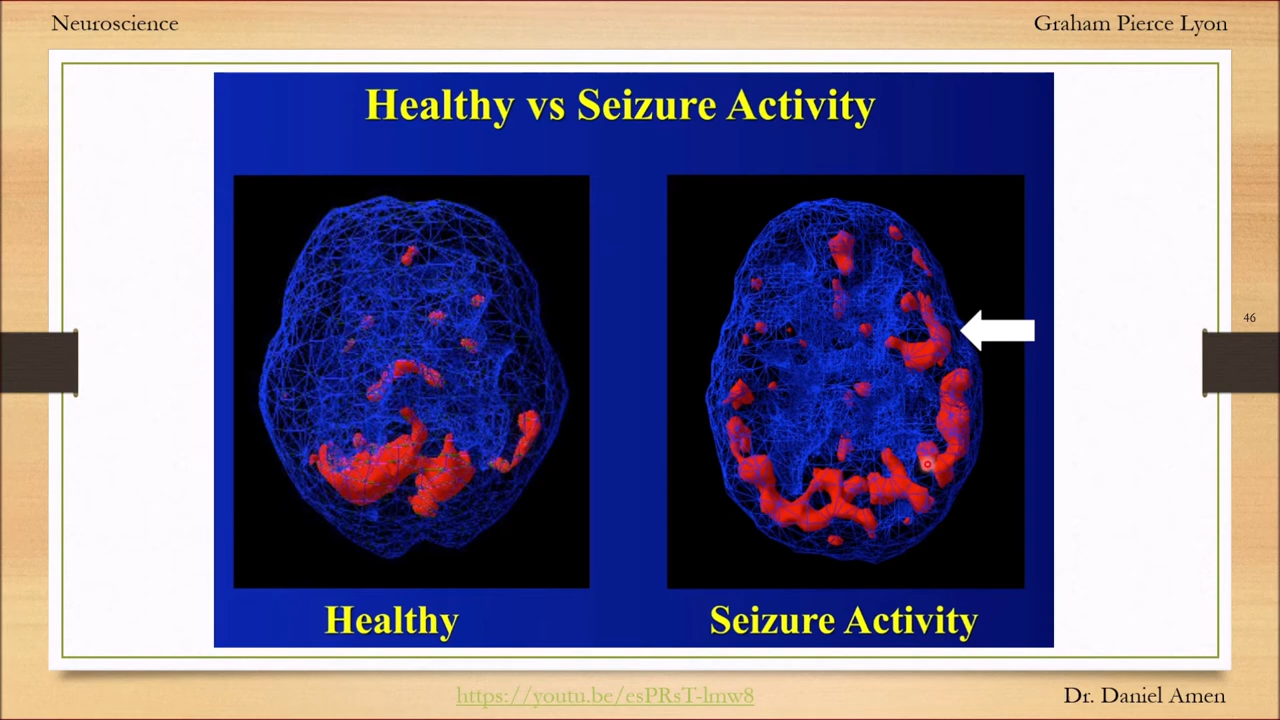 Neuroscience
Graham Pierce Lyon
Healthy vs Seizure Activity
46
Healthy
Seizure Activity
https://youtu.be/esPRsT-lmw8
Dr. Daniel Amen